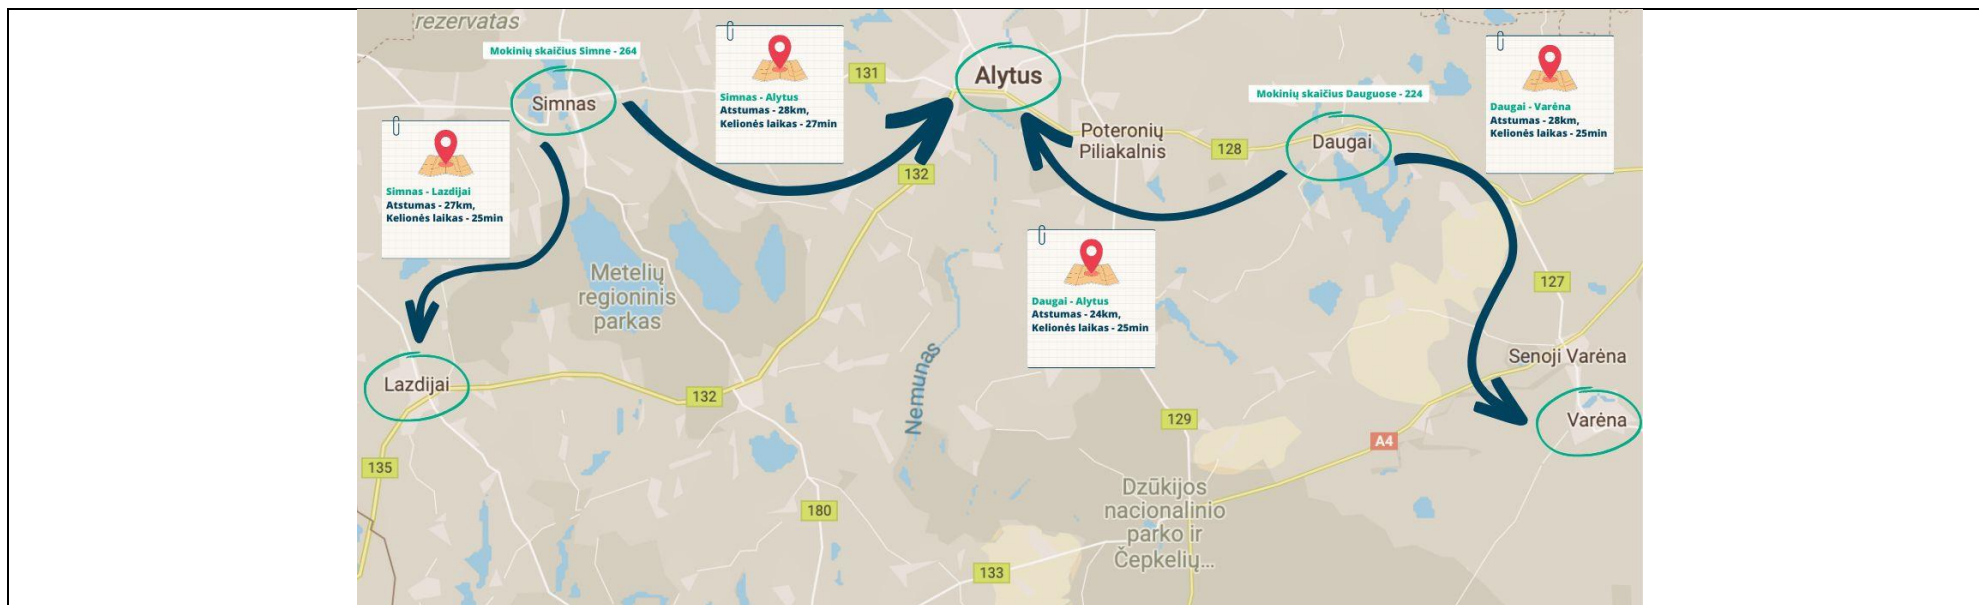 rezervatas
Mokinių skaičius Simne - 264
Simnas
Simnas - Alytus
Atstumas - 28km,
Kelionės laikas - 27min
131
Alytus
Mokinių skaičius Dauguose - 224
Daugai - Varėna
Atstumas - 28km,
Kelionės laikas - 25min
Simnas - Lazdijai
Atstumas - 27km,
Kelionės laikas - 25min
132
Poteronių
Piliakalnis
128
Daugai
Metelių
regioninis
parkas
Daugai - Alytus
Atstumas - 24km,
Kelionės laikas - 25min
127
Senoji Varėna
Lazdijai
132
Nemunas
129
Varėna
A4
135
180
Dzūkijos
nacionalinio
parko ir
Čepkelių...
133